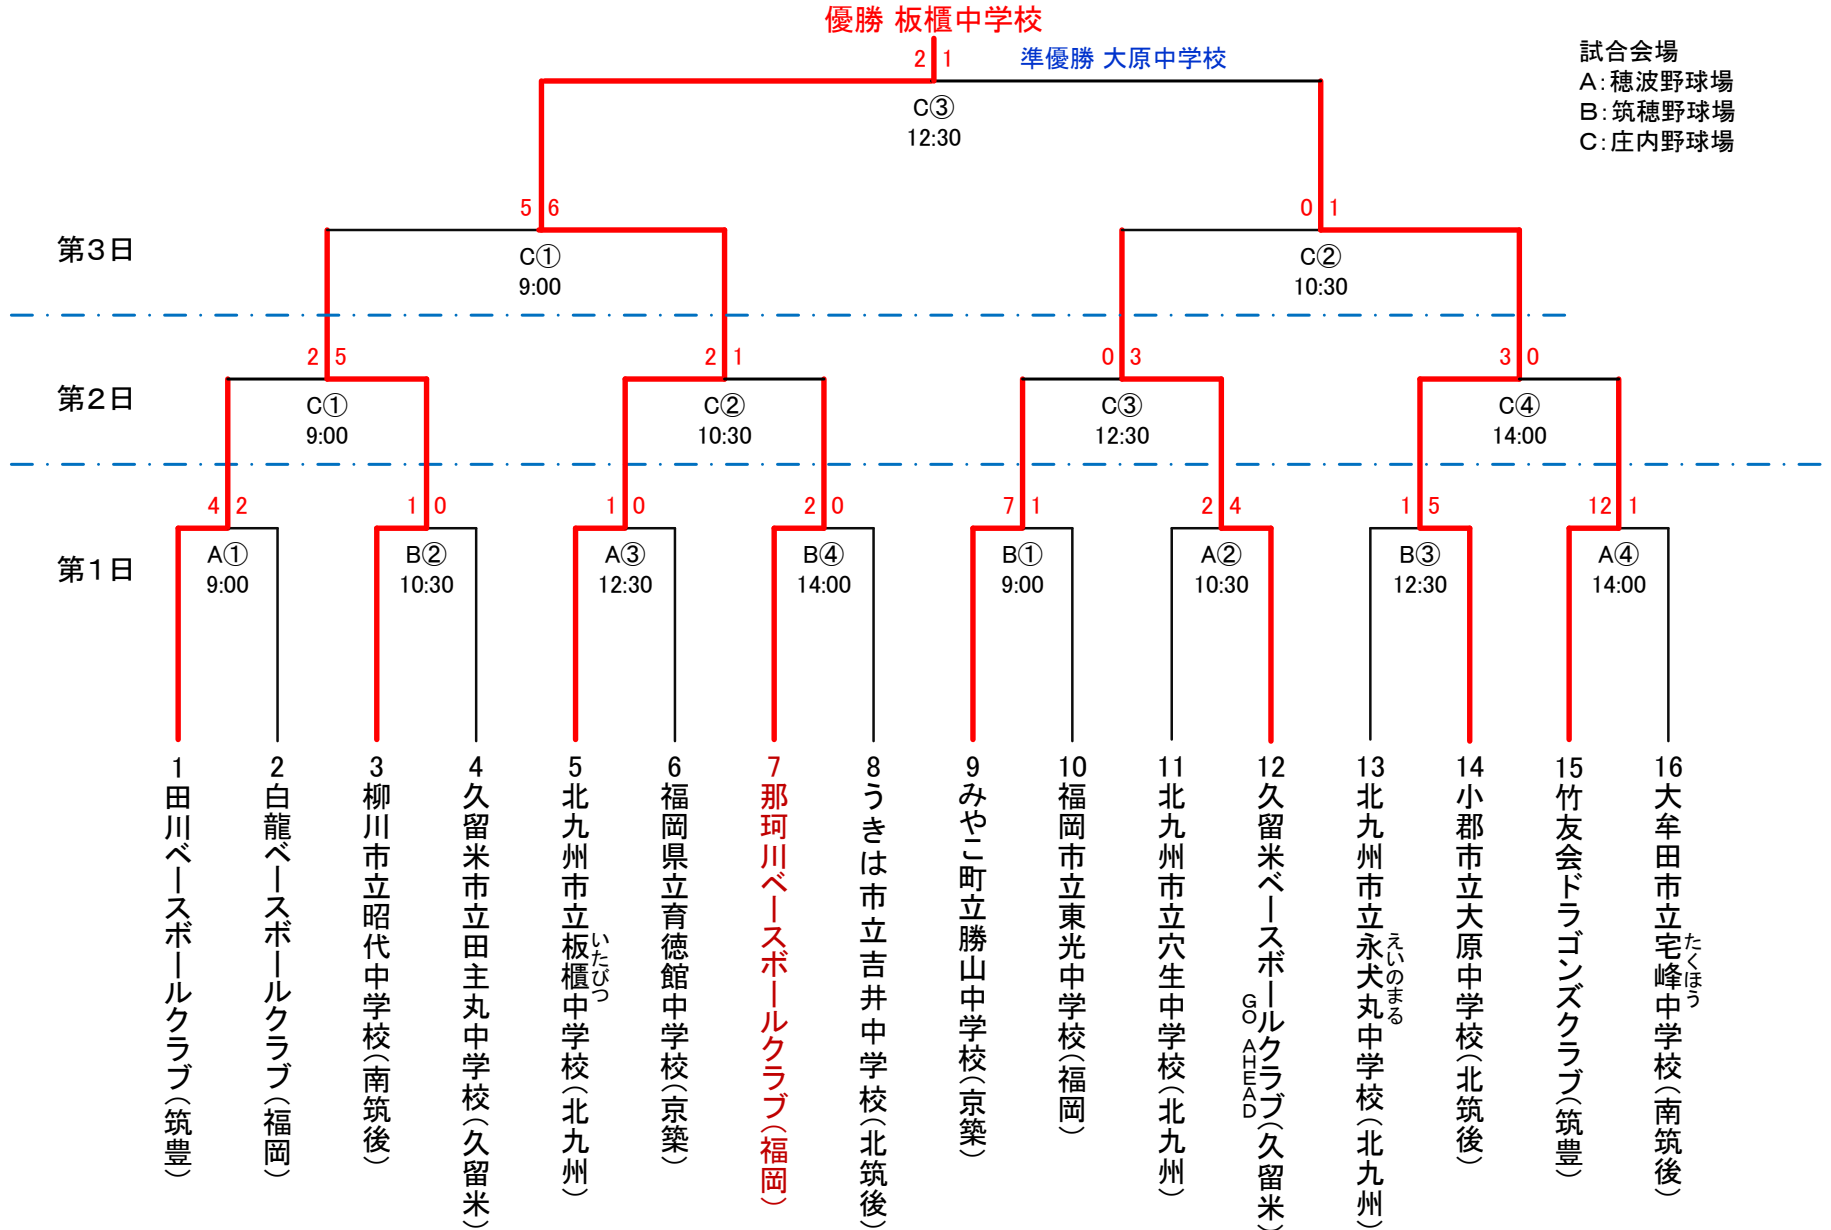 優勝 板櫃中学校
2 1
準優勝 大原中学校
試合会場
A:穂波野球場
B:筑穂野球場
C:庄内野球場
C③
12:30
5 6
0 1
第3日
C①
9:00
C②
10:30
2 5
2 1
0 3
3 0
第2日
C①
9:00
C②
10:30
C③
12:30
C④
14:00
4 2
1 0
1 0
2 0
7 1
2 4
1 5
12 1
第1日
A①
9:00
B②
10:30
A③
12:30
B④
14:00
B①
9:00
A②
10:30
B③
12:30
A④
14:00
1 田川ベースボールクラブ(筑豊)
2 白龍ベースボールクラブ(福岡)
3 柳川市立昭代中学校(南筑後)
4 久留米市立田主丸中学校(久留米)
5 北九州市立板櫃中学校(北九州)
いたびつ
6 福岡県立育徳館中学校(京築)
7 那珂川ベースボールクラブ(福岡)
8 うきは市立吉井中学校(北筑後)
9 みやこ町立勝山中学校(京築)
10 福岡市立東光中学校(福岡)
11 北九州市立穴生中学校(北九州)
12 久留米ベースボールクラブ(久留米)
GO AHEAD
13 北九州市立永犬丸中学校(北九州)
えいのまる
14 小郡市立大原中学校(北筑後)
15 竹友会ドラゴンズクラブ(筑豊)
16 大牟田市立宅峰中学校(南筑後)
たくほう